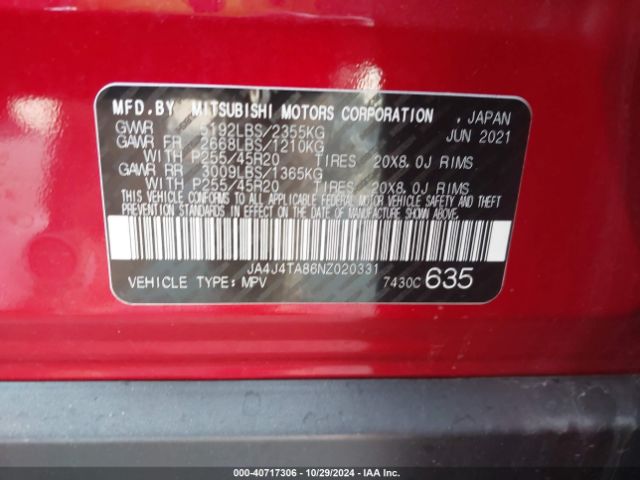 MFD.BY MITSUBISHI MOTORS CORPORATION , JAPAN
GVWR 5192LBS/2355KG JUN 2021
GAWR FR 2668LBS/1210KG
WITH P255/45R20 TIRES 20X8.0J RIMS
GAWR RR 3009LBS/1365KG
WITH P255/45R20 TIRES 20X8.0J RIMS
THIS VEHICLE CONFORMS TO ALL APPLICABLE FEDERAL MOTOR VEHICLE SAFETY AND THEFT
PREVENTION STANDARDS IN EFFECT ON THE DATE OF MANUFACTURE SHOWN ABOVE.
JA4J4TA86NZ020331
VEHICLE TYPE: MPV 7430C 635
000-40717306 - 10/29/2024 - IAAI.com